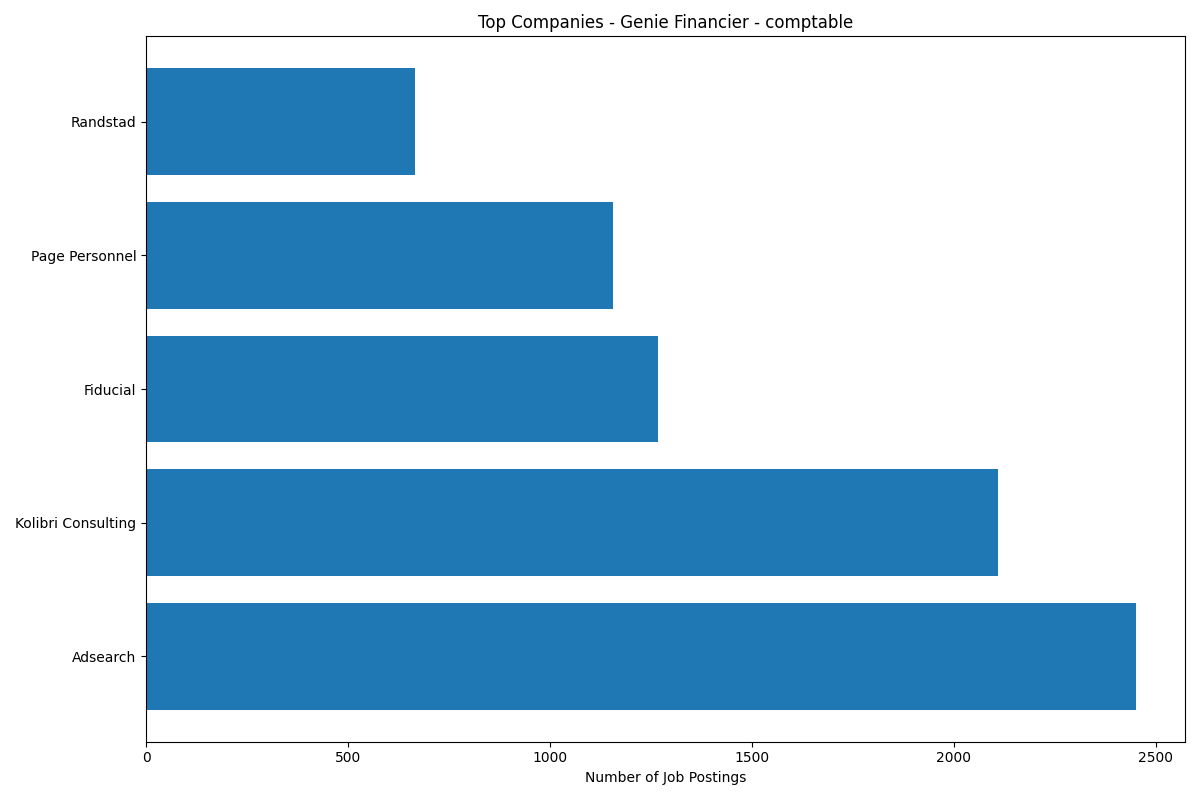 Top Companies - Genie Financier - comptable
Randstad
Page Personnel
Fiducial
Kolibri Consulting
Adsearch
0 500 1000 1500 2000 2500
Number of Job Postings